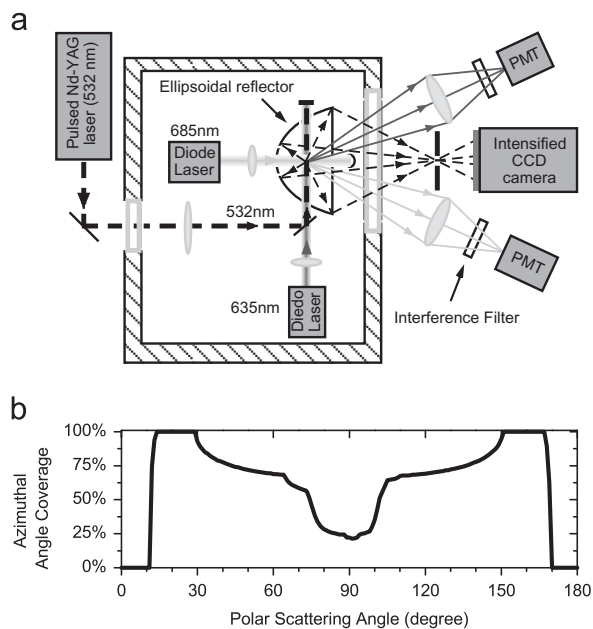 a
Pulsed Nd-YAG
laser (532 nm)
Ellipsoidal reflector
685nm
Diode
Laser
532nm
635nm
Diedo
Laser
PMT
Intensified
CCD
camera
PMT
Interference Filter
b
Azimuthal
Angle Coverage
100%
75%
50%
25%
0%
0 30 60 90 120 150 180
Polar Scattering Angle (degree)